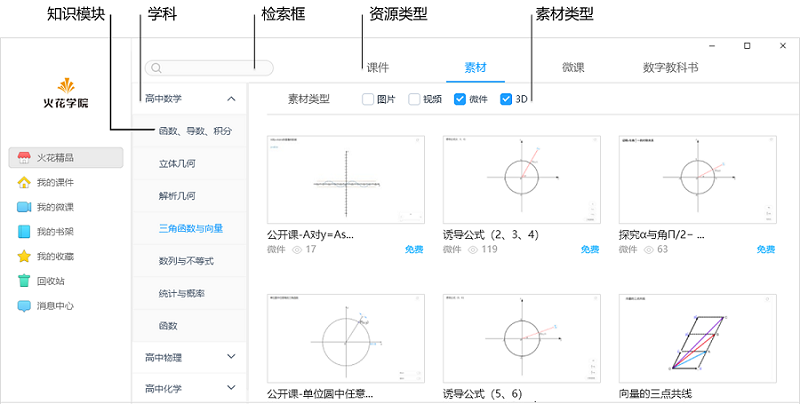 知识模块 学科 检索框 资源类型 素材类型
课件 素材 微课 数字教科书
火花学院
高中数学
素材类型 图片 视频 微件 3D
函数、导数、积分
火花精品
立体几何
我的课件
解析几何
我的微课
三角函数与向量
我的书架
公开课-A对y=As... 诱导公式（2、3、4） 探究α与角Π/2− ...
微件 17 免费 微件 119 免费 微件 63 免费
我的收藏
数列与不等式
回收站
统计与概率
消息中心
函数
高中物理
高中化学
公开课-单位圆中任意... 诱导公式（5、6） 向量的三点共线